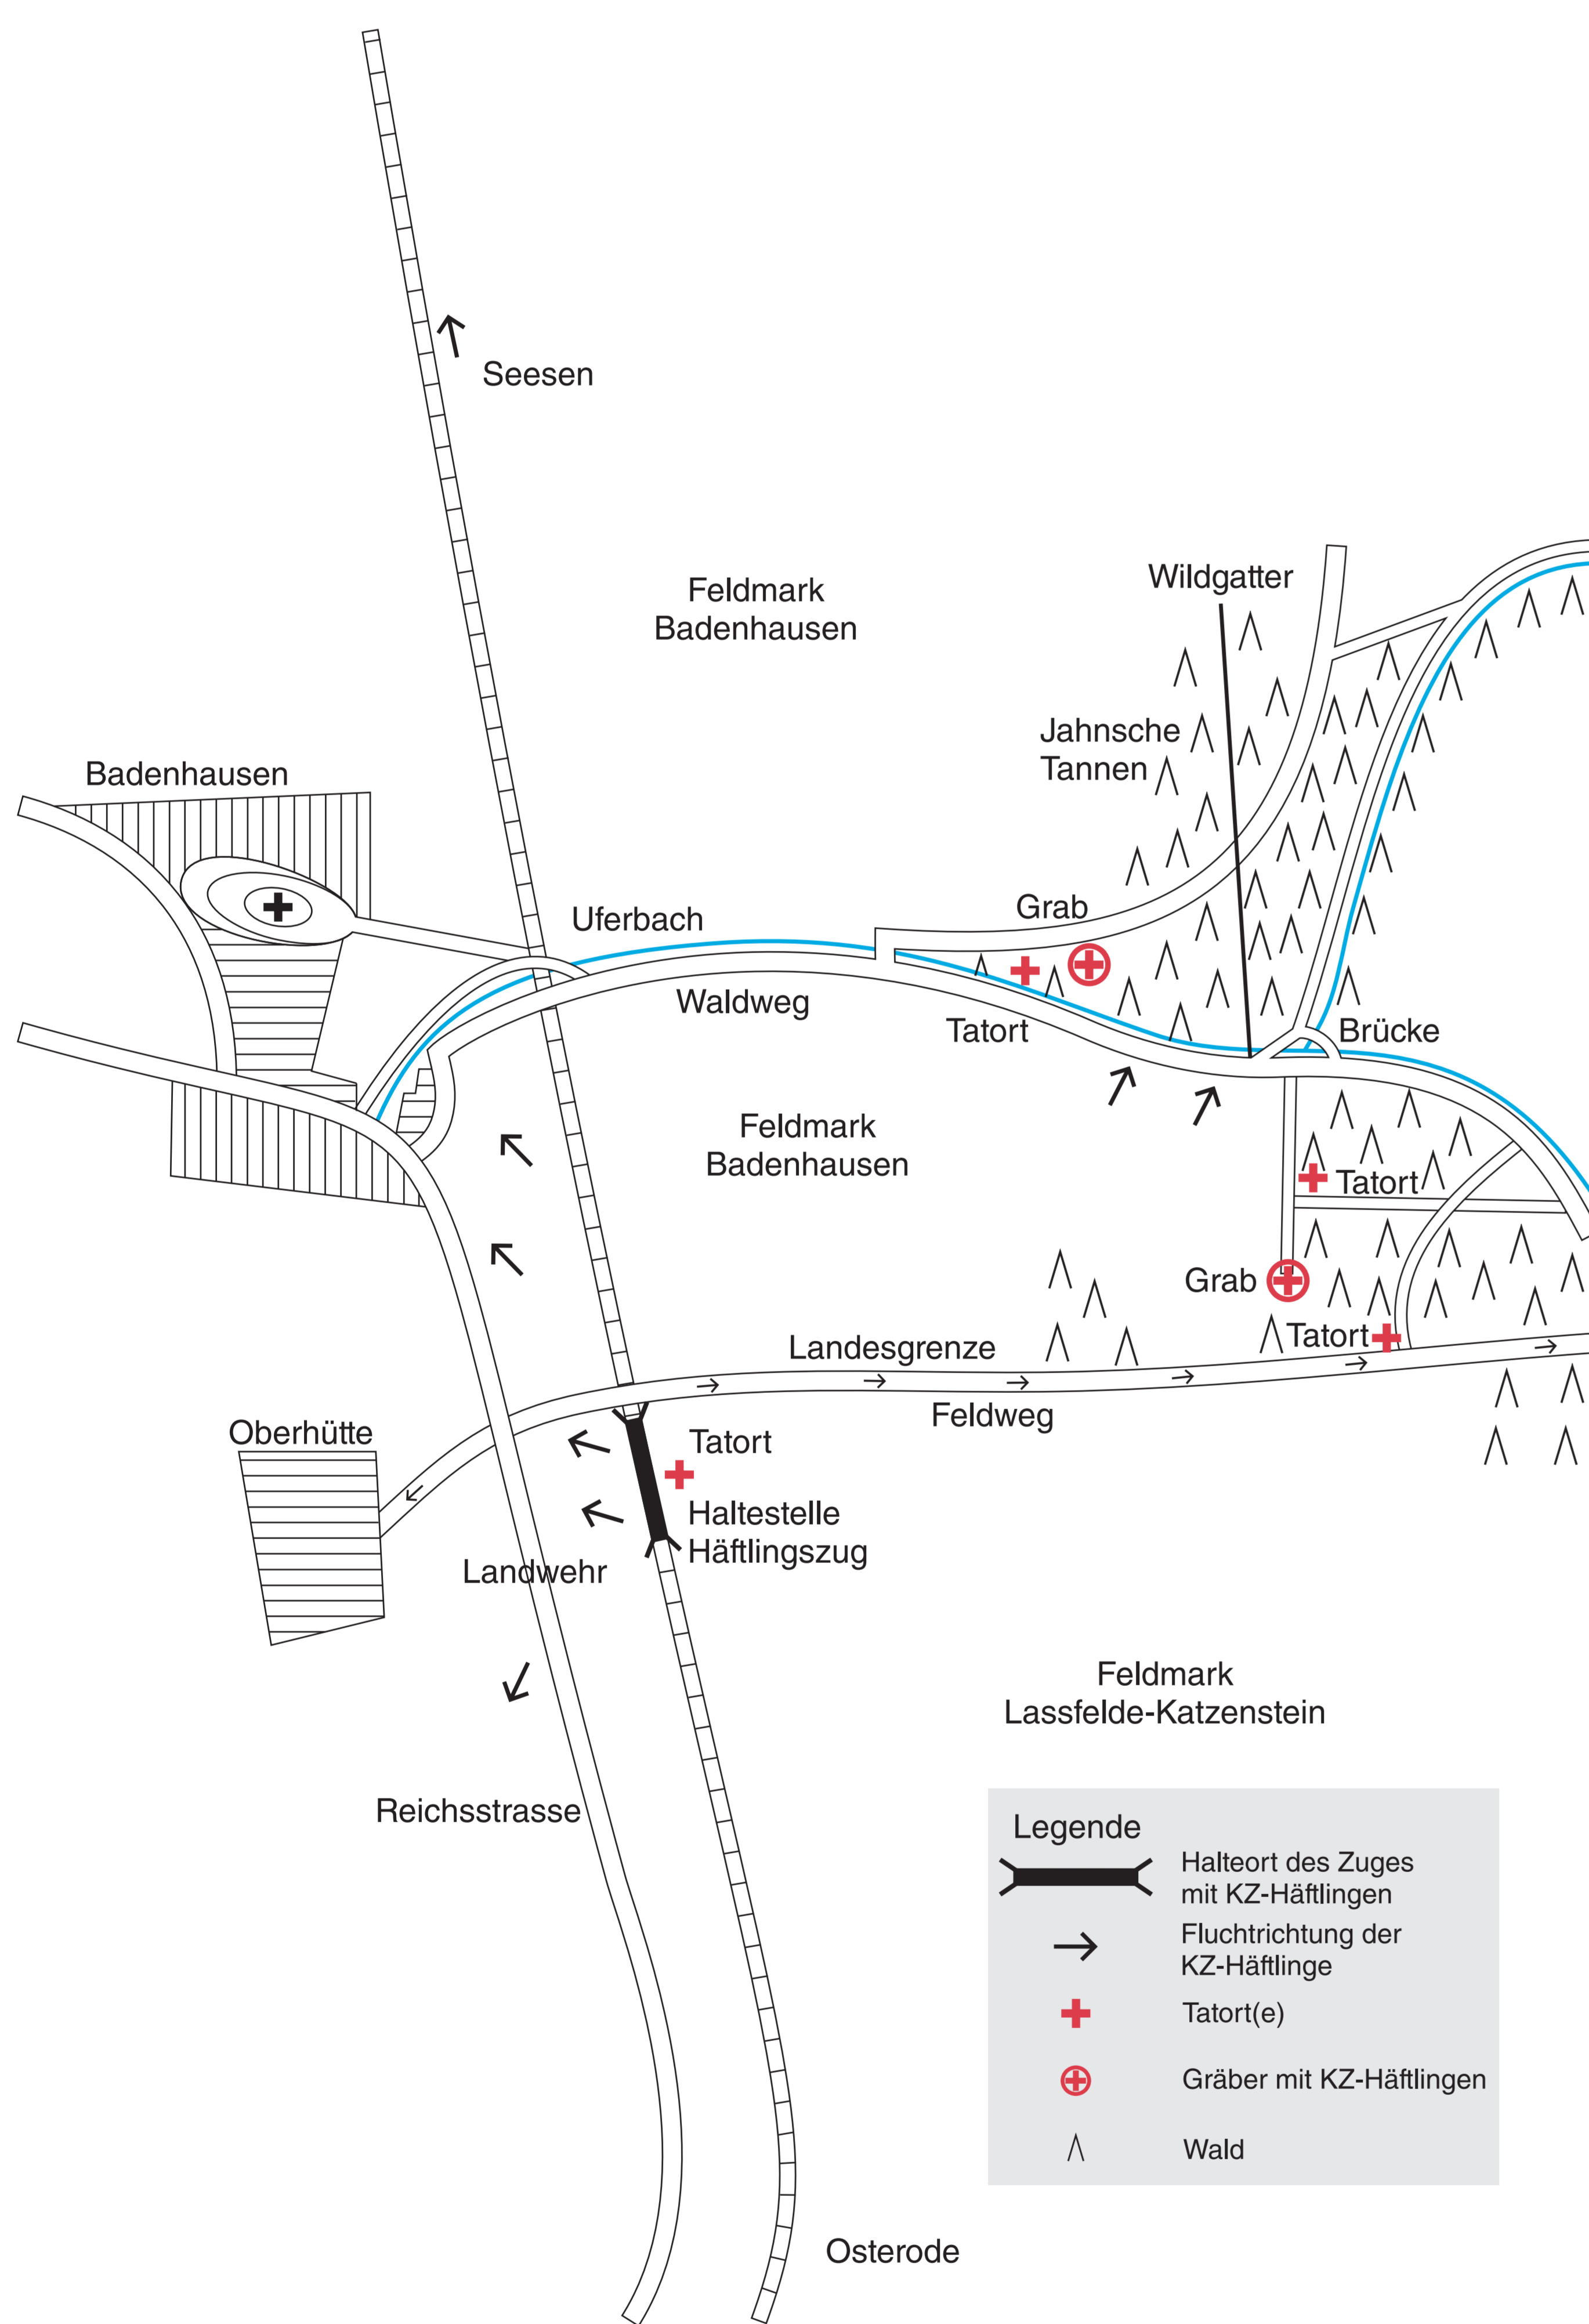 Seesen
Feldmark
Badenhausen
Wildgatter
Jahnsche
Tannen
Badenhausen
Grab
Uferbach
Waldweg
Tatort
Brücke
Feldmark
Badenhausen
Tatort
Grab
Tatort
Landesgrenze
Feldweg
Oberhütte
Tatort
Haltestelle
Häftlingszug
Landwehr
Feldmark
Lassfelde-Katzenstein
Reichsstrasse
Legende
Halteort des Zuges
mit KZ-Häftlingen
Fluchtrichtung der
KZ-Häftlinge
Tatort(e)
Gräber mit KZ-Häftlingen
Wald
Osterode